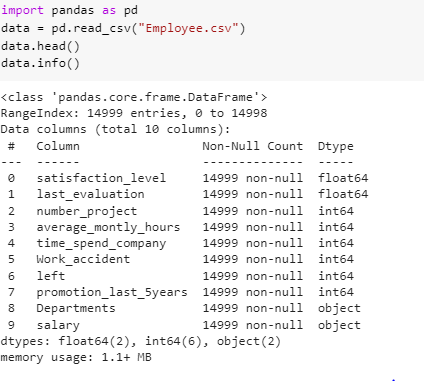 import pandas as pd
data = pd.read_csv("Employee.csv")
data.head()
data.info()
<class 'pandas.core.frame.DataFrame'>
RangeIndex: 14999 entries, 0 to 14998
Data columns (total 10 columns):
 #   Column                 Non-Null Count  Dtype
---  ------                 --------------  -----
 0   satisfaction_level     14999 non-null  float64
 1   last_evaluation        14999 non-null  float64
 2   number_project         14999 non-null  int64
 3   average_montly_hours   14999 non-null  int64
 4   time_spend_company     14999 non-null  int64
 5   Work_accident          14999 non-null  int64
 6   left                   14999 non-null  int64
 7   promotion_last_5years  14999 non-null  int64
 8   Departments            14999 non-null  object
 9   salary                 14999 non-null  object
dtypes: float64(2), int64(6), object(2)
memory usage: 1.1+ MB